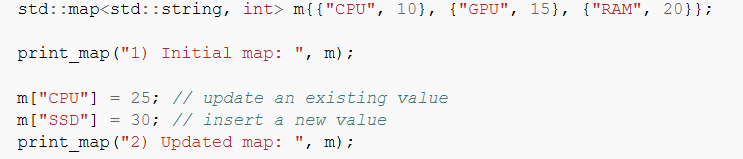 std::map<std::string, int> m{{"CPU", 10}, {"GPU", 15}, {"RAM", 20}};
print_map("1) Initial map: ", m);
m["CPU"] = 25; // update an existing value
m["SSD"] = 30; // insert a new value
print_map("2) Updated map: ", m);